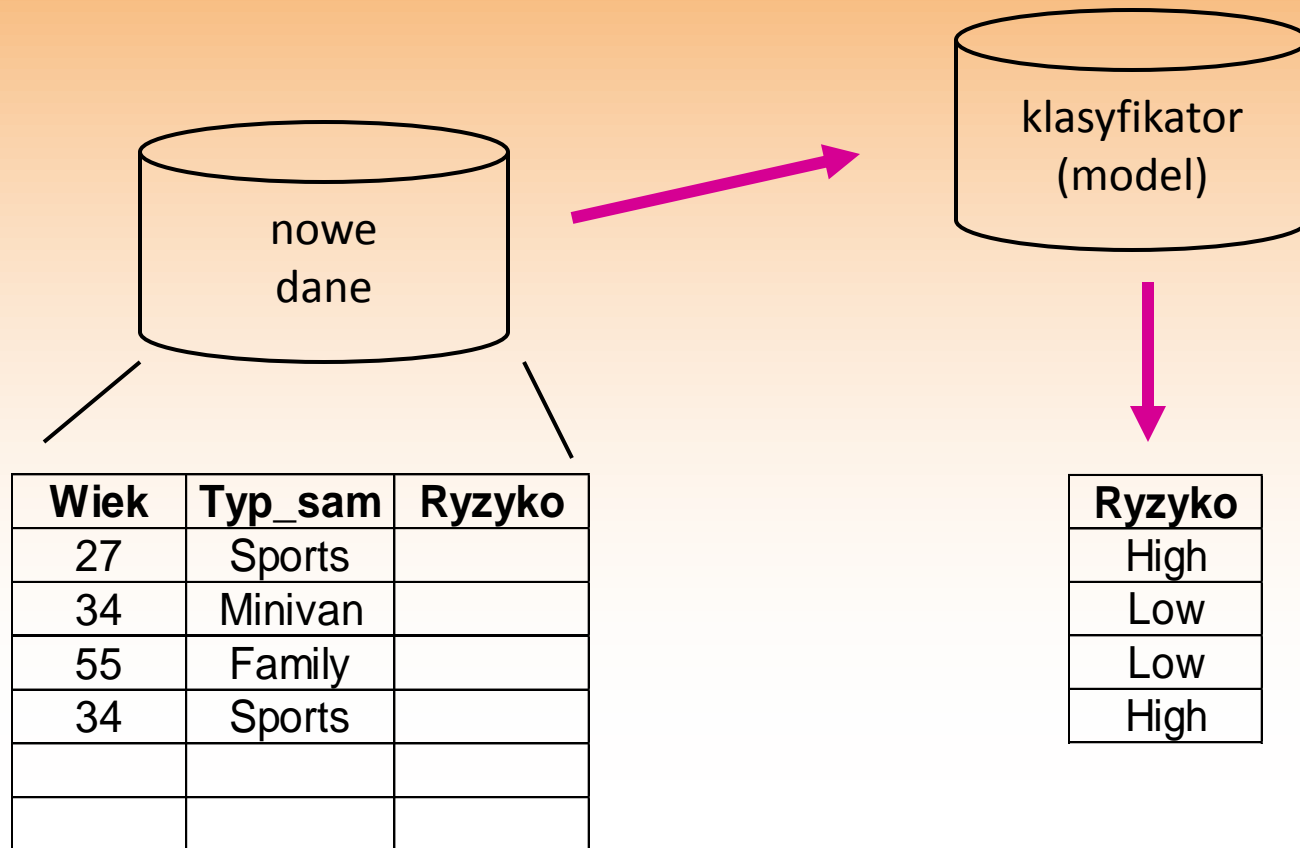 klasyfikator
(model)
nowe
dane
Wiek Typ_sam Ryzyko
27 Sports
34 Minivan
55 Family
34 Sports
Ryzyko
High
Low
Low
High